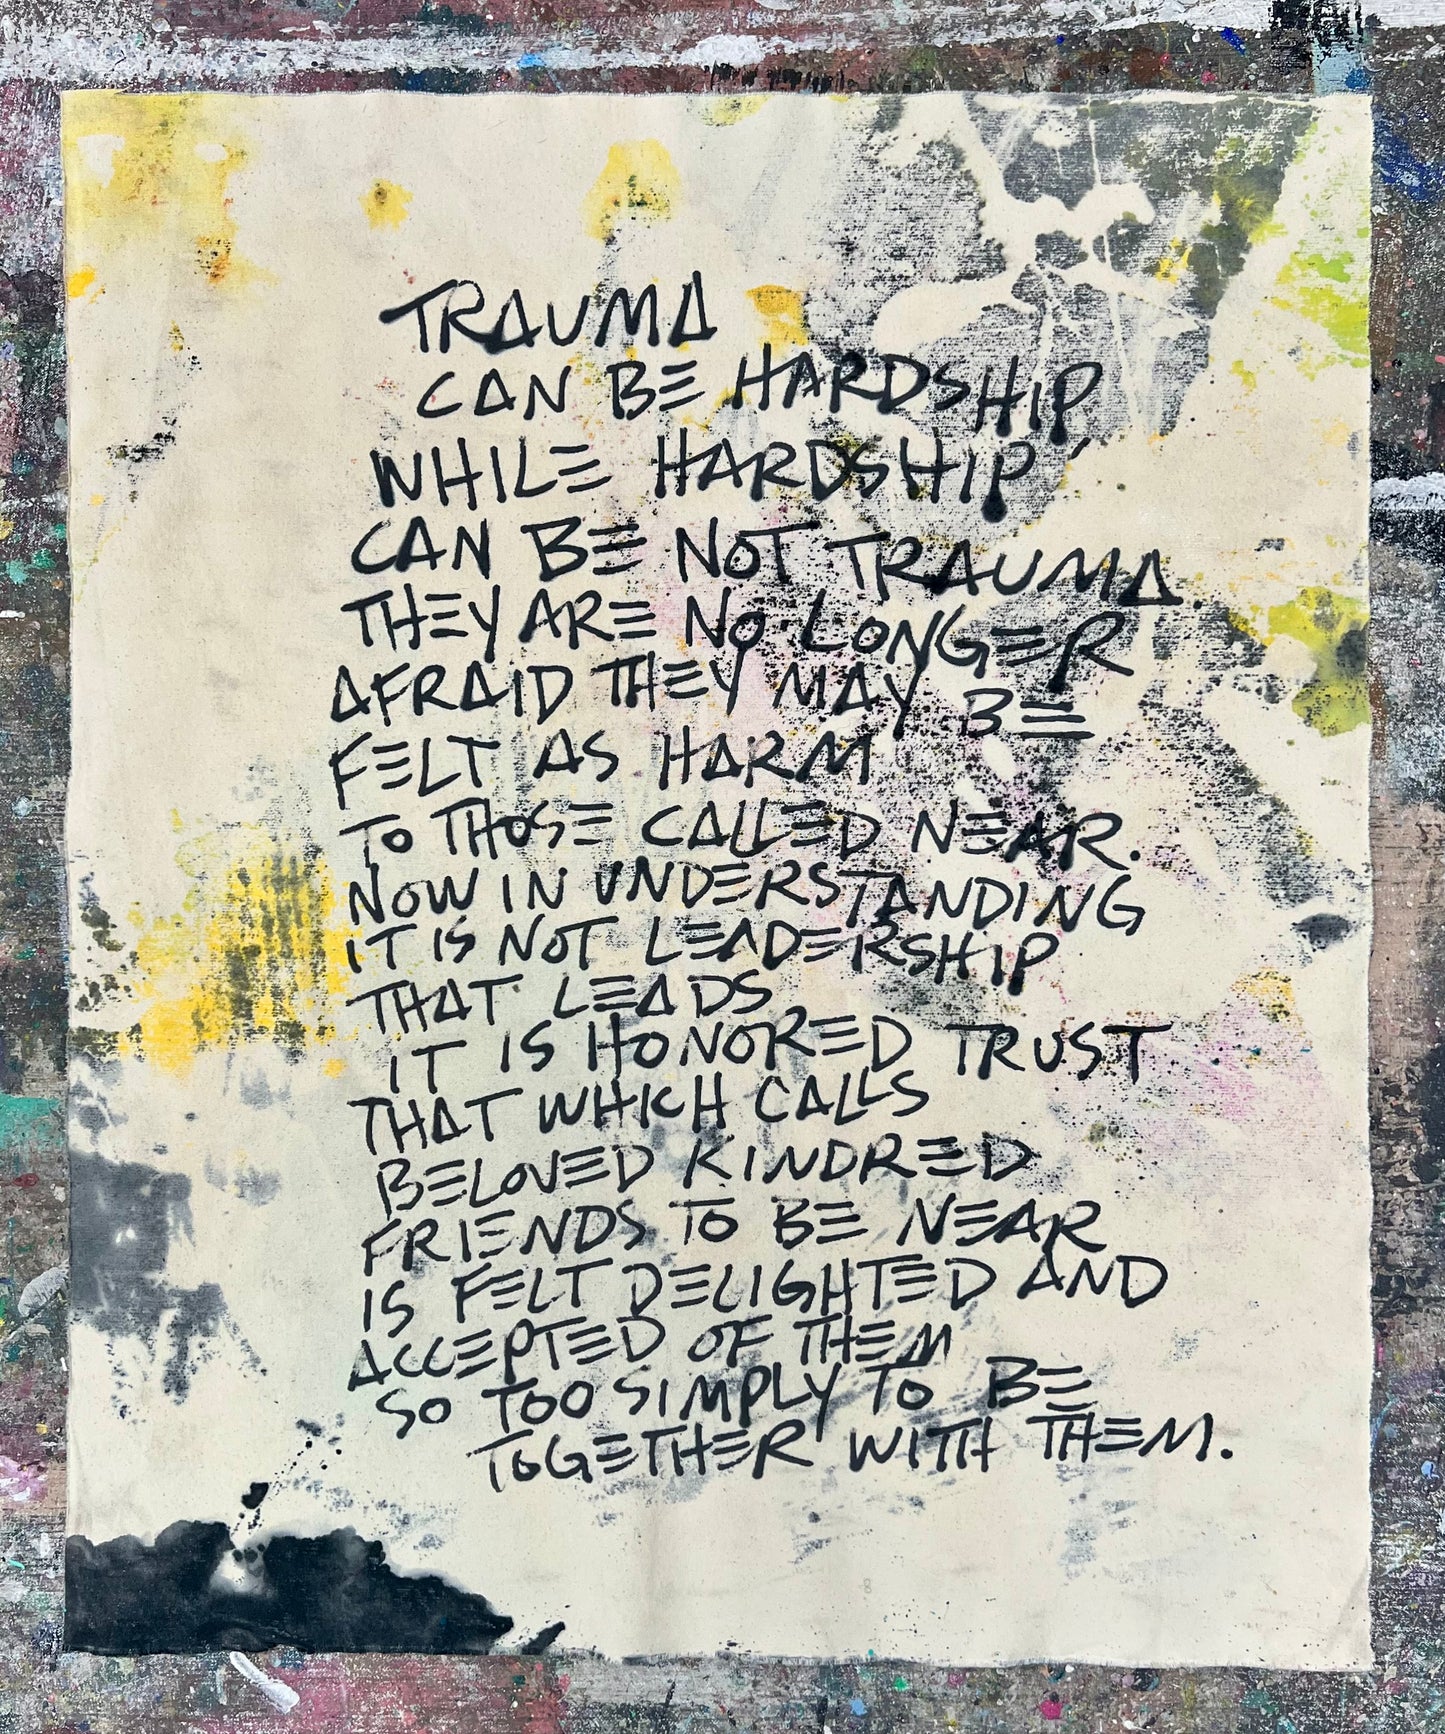 TRAUMA
CAN BE HARDSHIP
WHILE HARDSHIP
CAN BE NOT TRAUMA.
THEY ARE NO LONGER
AFRAID THEY MAY BE
FELT AS HARM
TO THOSE CALLED NEAR.
NOW IN UNDERSTANDING
IT IS NOT LEADERSHIP
THAT LEADS
IT IS HONORED TRUST
THAT WHICH CALLS
BELOVED KINDRED
FRIENDS TO BE NEAR
IS FELT DELIGHTED AND
ACCEPTED OF THEM
SO TOO SIMPLY TO BE
TOGETHER WITH THEM.